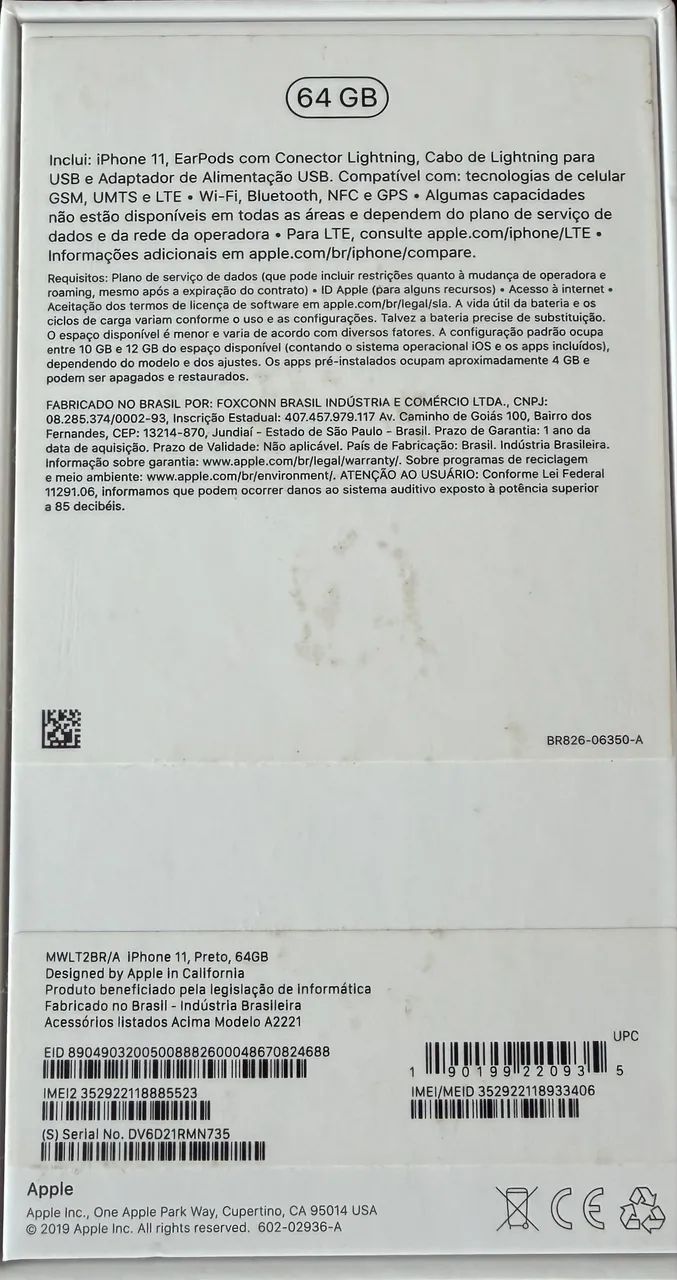 64 GB
Inclui: iPhone 11, EarPods com Conector Lightning, Cabo de Lightning para
USB e Adaptador de Alimentação USB. Compatível com: tecnologias de celular
GSM, UMTS e LTE • Wi-Fi, Bluetooth, NFC e GPS • Algumas capacidades
não estão disponíveis em todas as áreas e dependem do plano de serviço de
dados e da rede da operadora • Para LTE, consulte apple.com/iphone/LTE •
Informações adicionais em apple.com/br/iphone/compare.
Requisitos: Plano de serviço de dados (que pode incluir restrições quanto à mudança de operadora e
roaming, mesmo após a expiração do contrato) • ID Apple (para alguns recursos) • Acesso à internet •
Aceitação dos termos de licença de software em apple.com/br/legal/sla. A vida útil da bateria e os
ciclos de carga variam conforme o uso e as configurações. Talvez a bateria precise de substituição.
O espaço disponível é menor e varia de acordo com diversos fatores. A configuração padrão ocupa
entre 10 GB e 12 GB do espaço disponível (contando o sistema operacional iOS e os apps incluídos),
dependendo do modelo e dos ajustes. Os apps pré-instalados ocupam aproximadamente 4 GB e
podem ser apagados e restaurados.
FABRICADO NO BRASIL POR: FOXCONN BRASIL INDÚSTRIA E COMÉRCIO LTDA., CNPJ:
08.285.374/0002-93, Inscrição Estadual: 407.457.979.117 Av. Caminho de Goiás 100, Bairro dos
Fernandes, CEP: 13214-870, Jundiaí - Estado de São Paulo - Brasil. Prazo de Garantia: 1 ano da
data de aquisição. Prazo de Validade: Não aplicável. País de Fabricação: Brasil. Indústria Brasileira.
Informação sobre garantia: www.apple.com/br/legal/warranty/. Sobre programas de reciclagem
e meio ambiente: www.apple.com/br/environment/. ATENÇÃO AO USUÁRIO: Conforme Lei Federal
11291.06, informamos que podem ocorrer danos ao sistema auditivo exposto à potência superior
a 85 decibéis.
BR826-06350-A
MWLT2BR/A iPhone 11, Preto, 64GB
Designed by Apple in California
Produto beneficiado pela legislação de informática
Fabricado no Brasil - Indústria Brasileira
Acessórios listados Acima Modelo A2221
UPC
EID 89049032005008882600048670824688
1 90199 22093 5
IMEI2 352922118885523
IMEI/MEID 352922118933406
(S) Serial No. DV6D21RMN735
Apple
Apple Inc., One Apple Park Way, Cupertino, CA 95014 USA
© 2019 Apple Inc. All rights reserved. 602-02936-A
CE